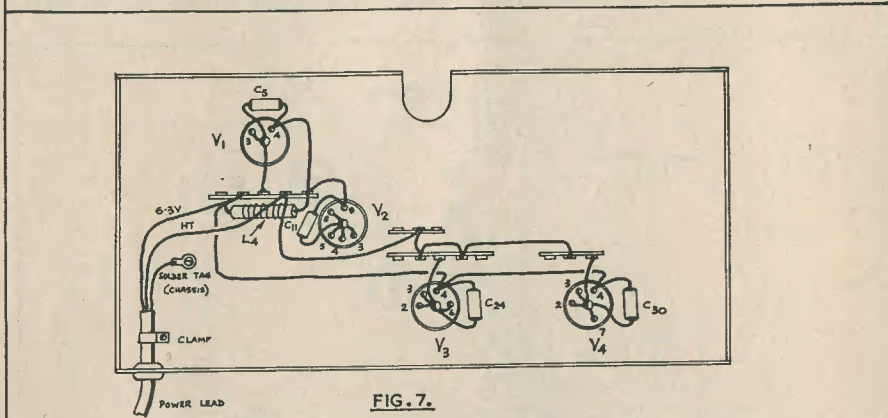 C5
3
4
V1
6.3V
HT
L4
C11
V2
5
4
3
SOLDER TAG
(CHASSIS)
3
4
2
C24
V3
3
4
2
7
C30
V4
CLAMP
POWER LEAD
FIG. 7.